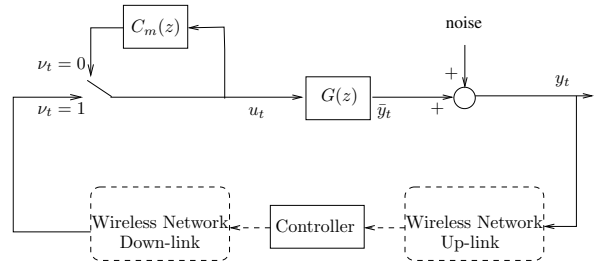 C_m(z)
noise
ν_t = 0
+
y_t
G(z)
ν_t = 1
u_t
ȳ_t
+
Wireless Network
Down-link
Controller
Wireless Network
Up-link